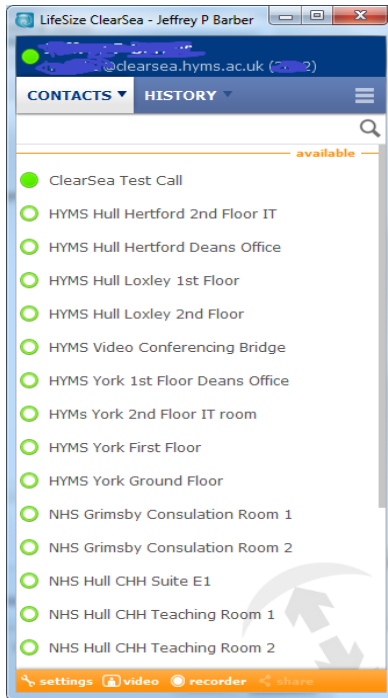 LifeSize ClearSea - Jeffrey P Barber
@clearsea.hyms.ac.uk ( 2)
CONTACTS HISTORY
available
ClearSea Test Call
HYMS Hull Hertford 2nd Floor IT
HYMS Hull Hertford Deans Office
HYMS Hull Loxley 1st Floor
HYMS Hull Loxley 2nd Floor
HYMS Video Conferencing Bridge
HYMS York 1st Floor Deans Office
HYMs York 2nd Floor IT room
HYMS York First Floor
HYMS York Ground Floor
NHS Grimsby Consulation Room 1
NHS Grimsby Consulation Room 2
NHS Hull CHH Suite E1
NHS Hull CHH Teaching Room 1
NHS Hull CHH Teaching Room 2
settings video recorder share